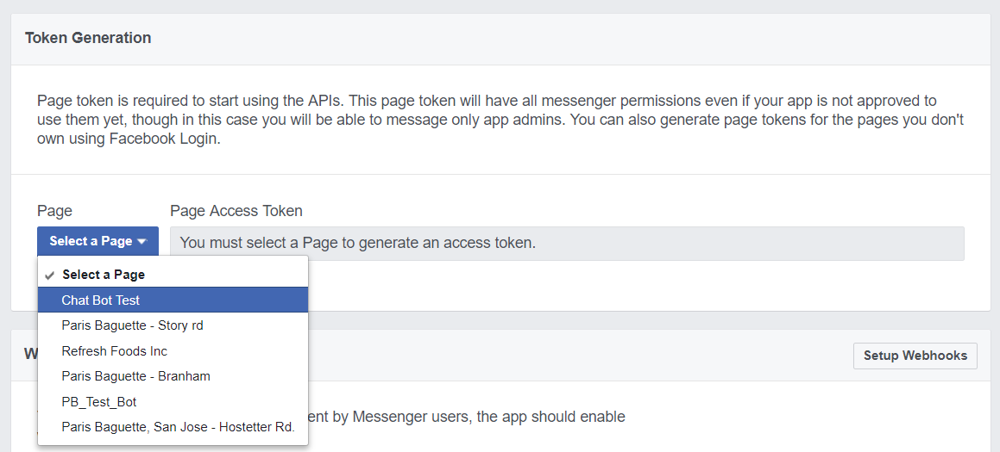 Token Generation
Page token is required to start using the APIs. This page token will have all messenger permissions even if your app is not approved to
use them yet, though in this case you will be able to message only app admins. You can also generate page tokens for the pages you don't
own using Facebook Login.
Page
Page Access Token
Select a Page
You must select a Page to generate an access token.
Select a Page
Chat Bot Test
Paris Baguette - Story rd
Refresh Foods Inc
Paris Baguette - Branham
PB_Test_Bot
Paris Baguette, San Jose - Hostetter Rd.
Setup Webhooks
by Messenger users, the app should enable